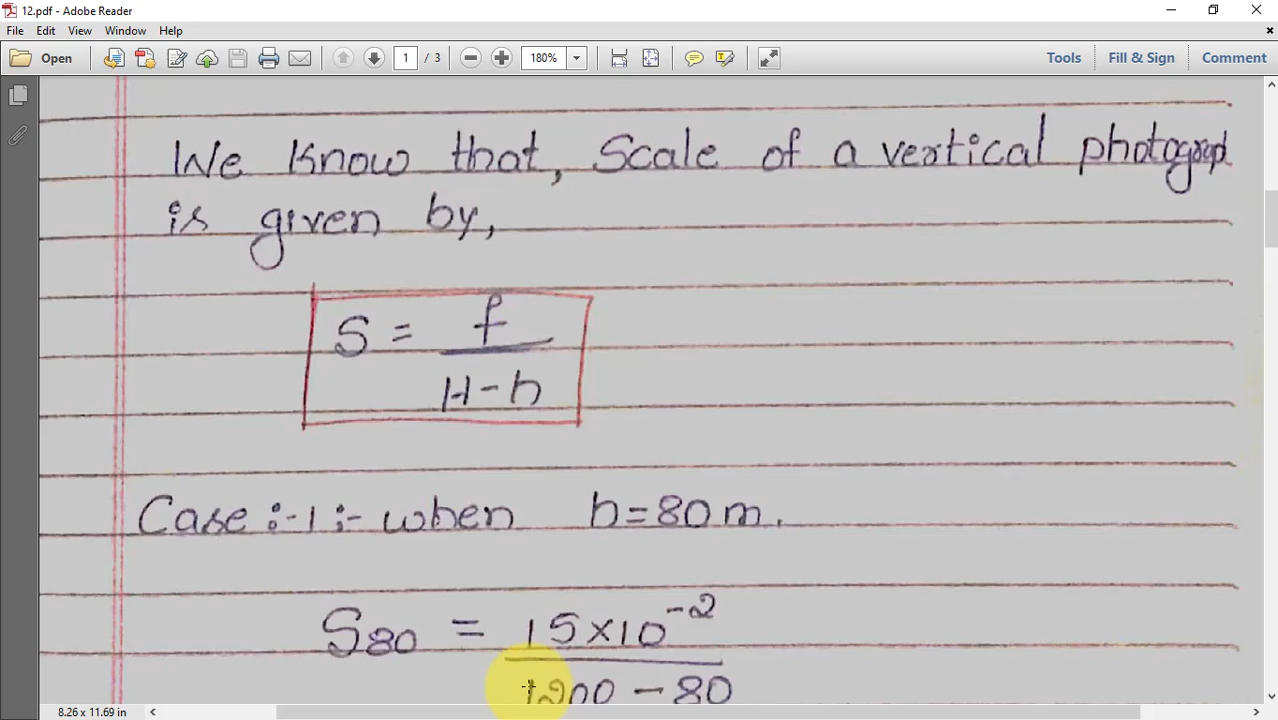 12.pdf - Adobe Reader
File Edit View Window Help
Open 1 / 3 180% Tools Fill & Sign Comment
We Know that, Scale of a vertical photograph
is given by,
S = f
H - h
Case :- 1 :- when h = 80 m.
S80 = 15×10⁻²
1200 - 80
8.26 x 11.69 in